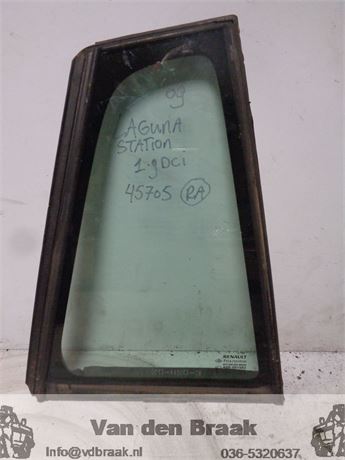 09
LAGUNA
STATION
1.9 DCI
45705 RA
RENAULT
Van den Braak
Info@vdbraak.nl
036-5320637